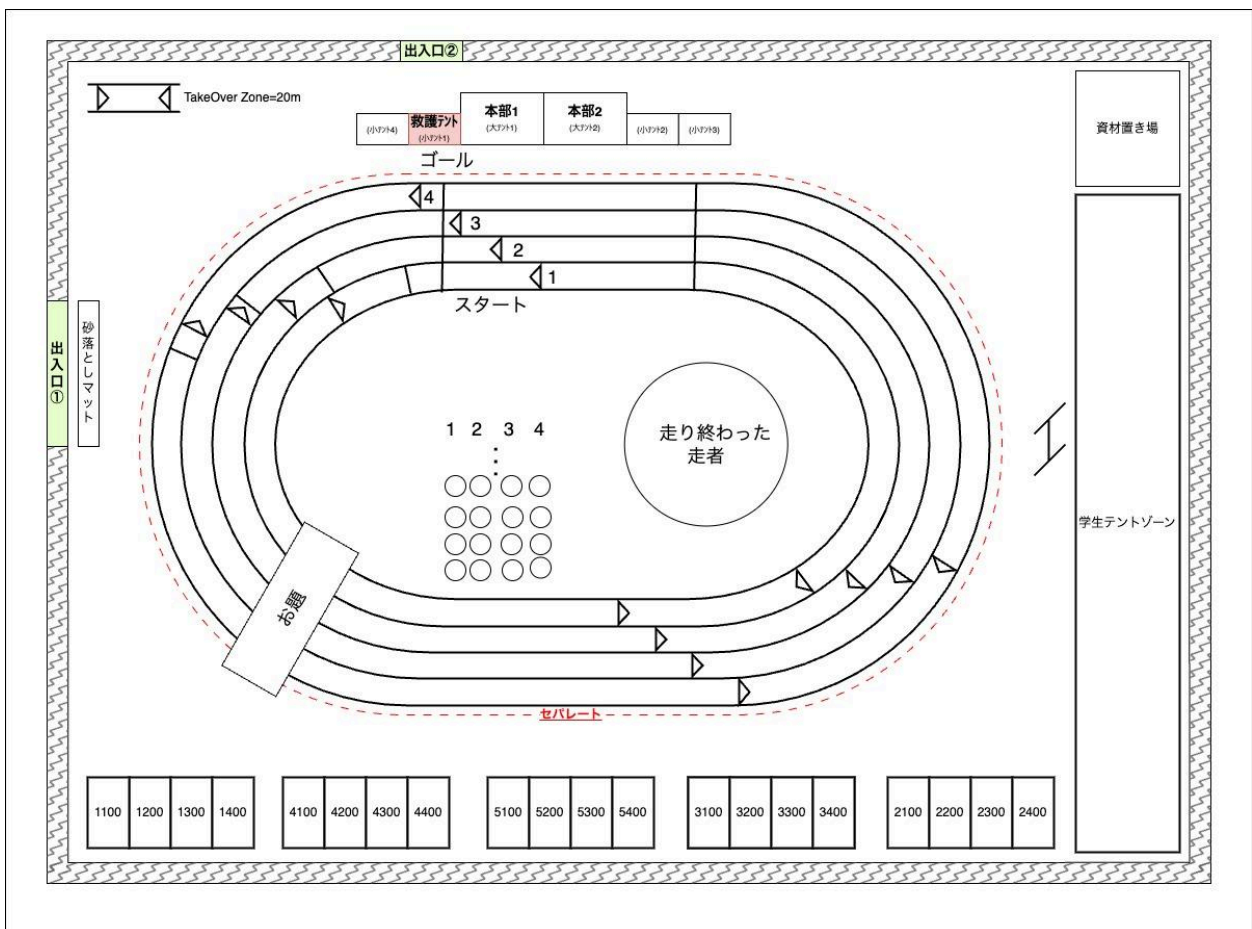 出入口②
TakeOver Zone=20m
本部1
(大テント1)
本部2
(大テント2)
(小テント4)
救護テント
(小テント1)
(小テント2)
(小テント3)
資材置き場
ゴール
4
3
2
1
スタート
出入口①
砂落としマット
1 2 3 4
走り終わった
走者
学生テントゾーン
お題
セパレート
1100 1200 1300 1400
4100 4200 4300 4400
5100 5200 5300 5400
3100 3200 3300 3400
2100 2200 2300 2400